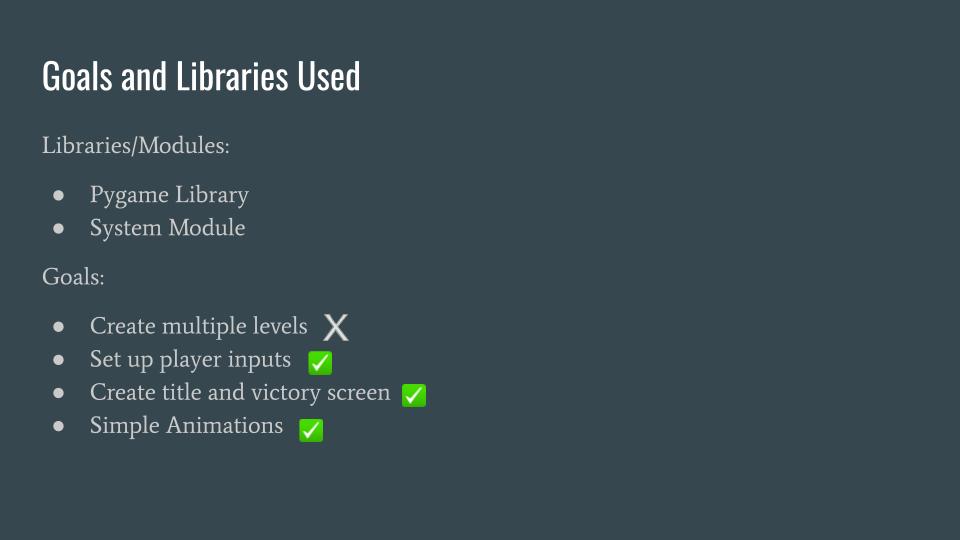 Goals and Libraries Used
Libraries/Modules:
● Pygame Library
● System Module
Goals:
● Create multiple levels X
● Set up player inputs ✅
● Create title and victory screen ✅
● Simple Animations ✅